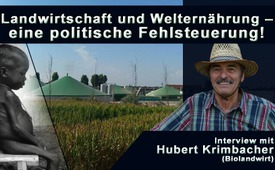 Landwirtschaft und Welternährung –
eine politische Fehlsteuerung!
Interview mit
Hubert Krimbacher
(Biolandwirt)